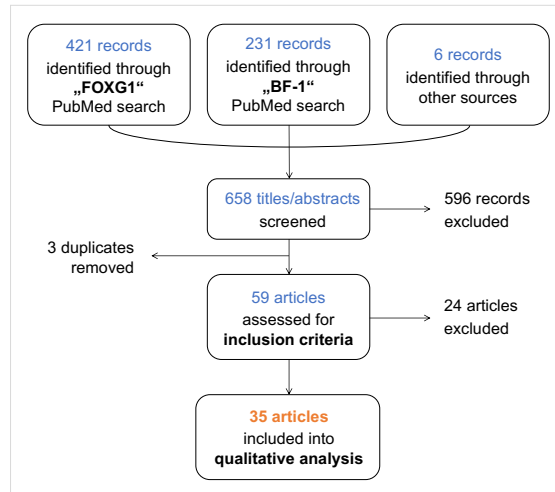 421 records
identified through
„FOXG1“
PubMed search
231 records
identified through
„BF-1“
PubMed search
6 records
identified through
other sources
658 titles/abstracts
screened
596 records
excluded
3 duplicates
removed
59 articles
assessed for
inclusion criteria
24 articles
excluded
35 articles
included into
qualitative analysis